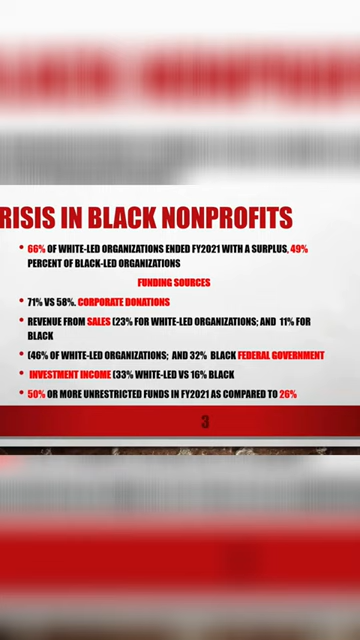 RISIS IN BLACK NONPROFITS
• 66% OF WHITE-LED ORGANIZATIONS ENDED FY2021 WITH A SURPLUS, 49%
PERCENT OF BLACK-LED ORGANIZATIONS
FUNDING SOURCES
• 71% VS 58%. CORPORATE DONATIONS
• REVENUE FROM SALES (23% FOR WHITE-LED ORGANIZATIONS; AND 11% FOR
BLACK
• (46% OF WHITE-LED ORGANIZATIONS; AND 32% BLACK FEDERAL GOVERNMENT
• INVESTMENT INCOME (33% WHITE-LED VS 16% BLACK
• 50% OR MORE UNRESTRICTED FUNDS IN FY2021 AS COMPARED TO 26%
3